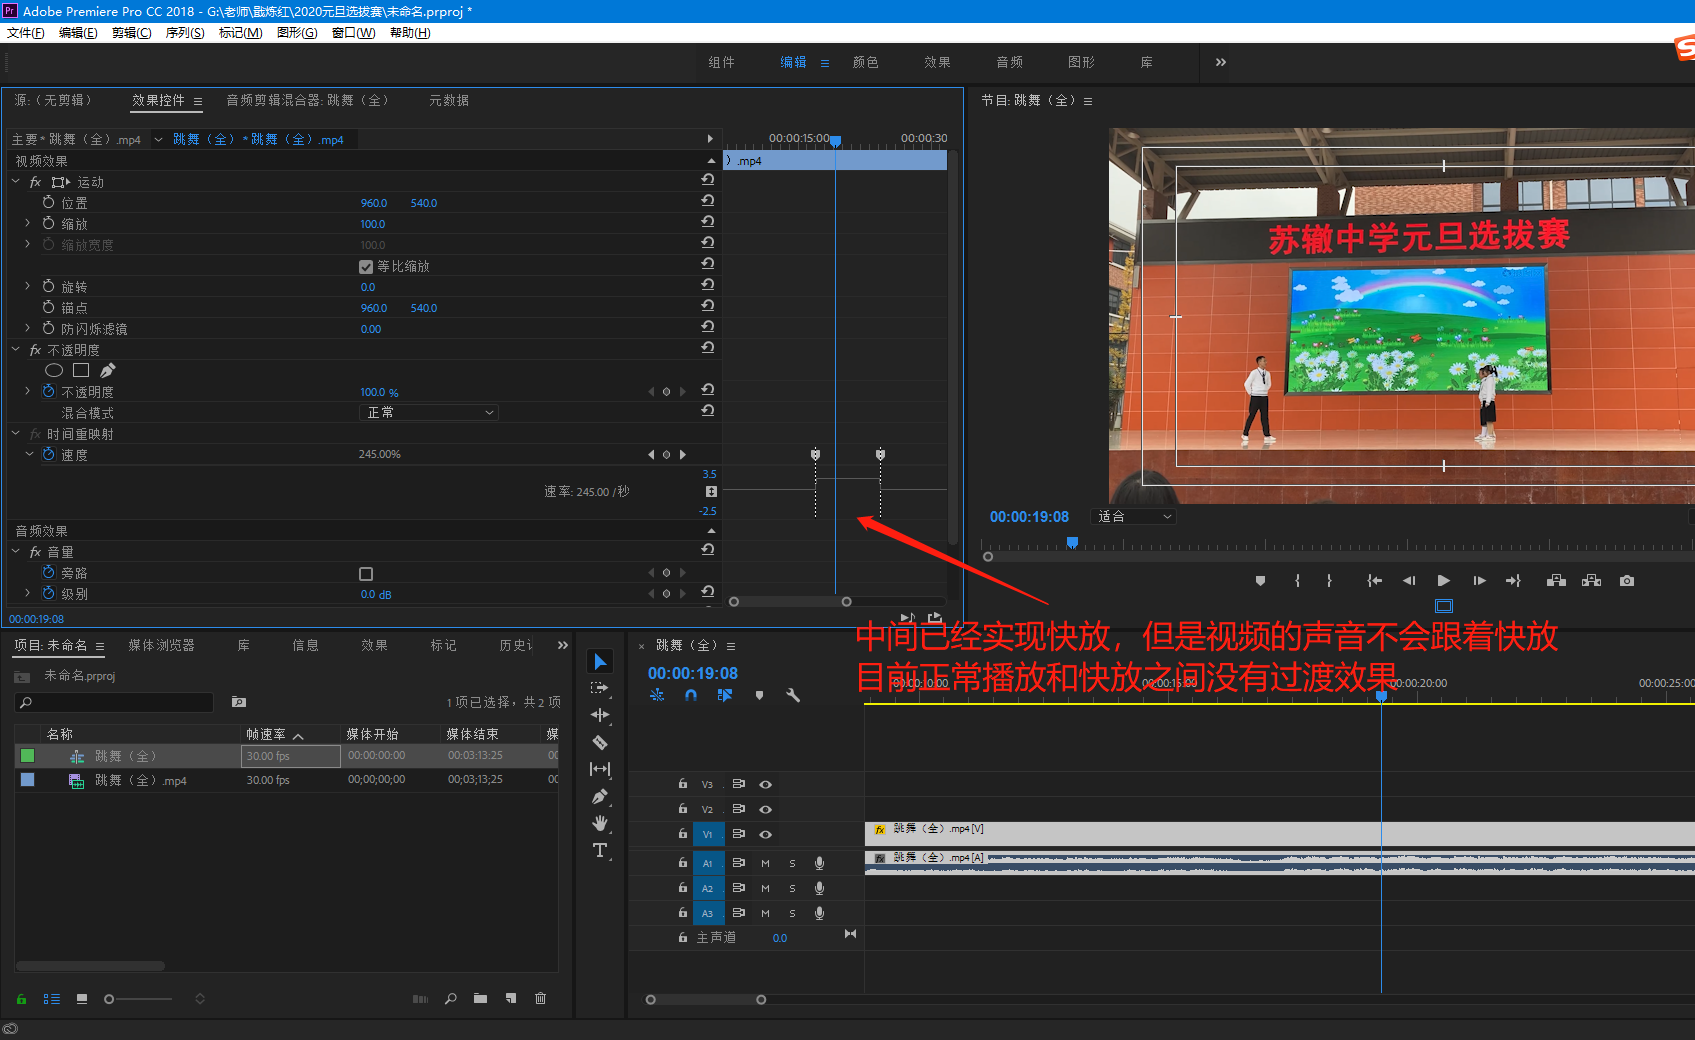 Adobe Premiere Pro CC 2018 - G:\老师\戢炼红\2020元旦选拔赛\未命名.prproj *
文件(F) 编辑(E) 剪辑(C) 序列(S) 标记(M) 图形(G) 窗口(W) 帮助(H)
组件 编辑 颜色 效果 音频 图形 库
源:（无剪辑） 效果控件 音频剪辑混合器: 跳舞（全） 元数据
主要 * 跳舞（全）.mp4 跳舞（全） * 跳舞（全）.mp4
00:00:15:00 00:00:30
视频效果
）.mp4
fx 运动
位置 960.0 540.0
缩放 100.0
缩放宽度 100.0
等比缩放
旋转 0.0
锚点 960.0 540.0
防闪烁滤镜 0.00
fx 不透明度
不透明度 100.0 %
混合模式 正常
fx 时间重映射
速度 245.00%
3.5
速率: 245.00 /秒
-2.5
音频效果
fx 音量
旁路
级别 0.0 dB
00:00:19:08
节目: 跳舞（全）
苏辙中学元旦选拔赛
00:00:19:08 适合
中间已经实现快放，但是视频的声音不会跟着快放
目前正常播放和快放之间没有过渡效果
项目: 未命名 媒体浏览器 库 信息 效果 标记 历史记
未命名.prproj
1 项已选择，共 2 项
名称 帧速率 媒体开始 媒体结束 媒
跳舞（全） 30.00 fps 00:00:00:00 00:03:13:25 00
跳舞（全）.mp4 30.00 fps 00;00;00;00 00;03;13;25 00
× 跳舞（全）
00:00:19:08
00:00:10:00 00:00:15:00 00:00:20:00 00:00:25:00
V3
V2
V1 fx 跳舞（全）.mp4 [V]
A1 M S fx 跳舞（全）.mp4 [A]
A2 M S
A3 M S
主声道 0.0